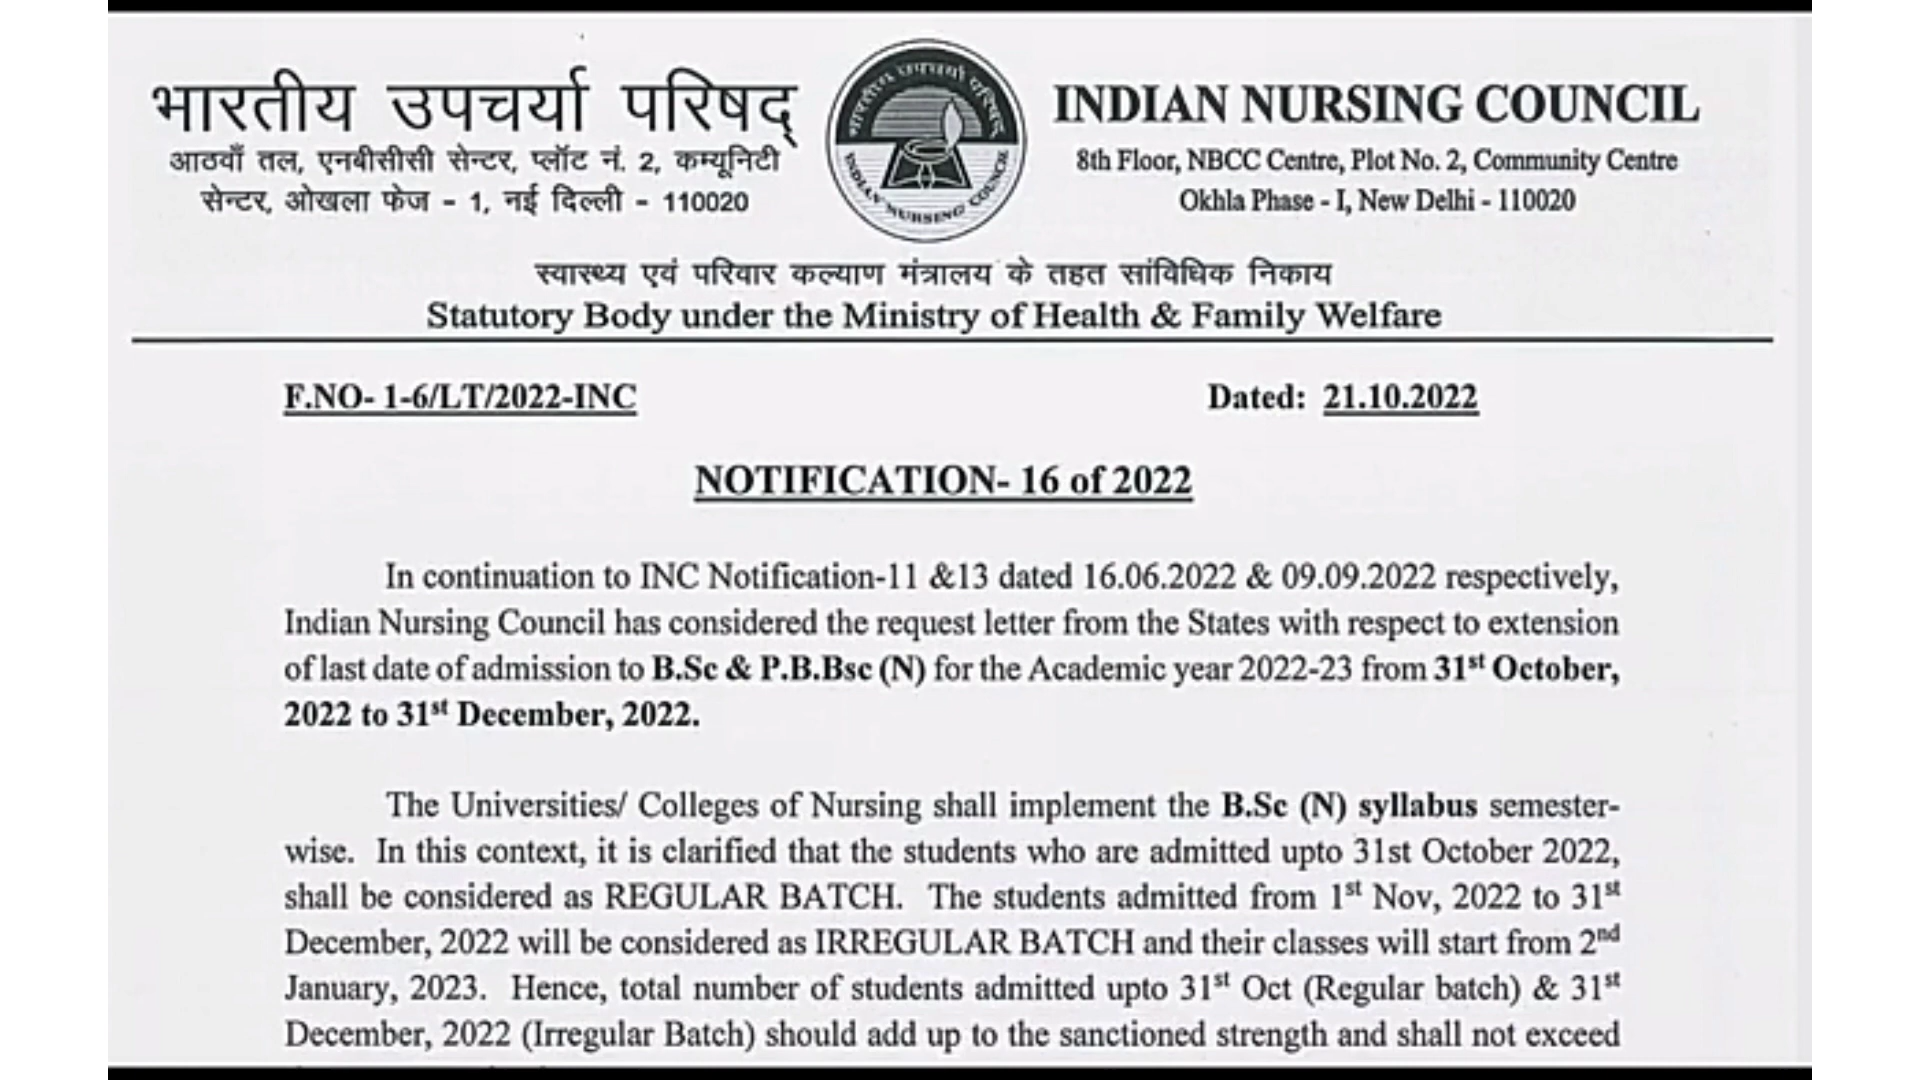 भारतीय उपचर्या परिषद्
आठवाँ तल, एनबीसीसी सेन्टर, प्लॉट नं. 2, कम्यूनिटी
सेन्टर, ओखला फेज - 1, नई दिल्ली - 110020
भारतीय उपचर्या परिषद्
INDIAN NURSING COUNCIL
INDIAN NURSING COUNCIL
8th Floor, NBCC Centre, Plot No. 2, Community Centre
Okhla Phase - I, New Delhi - 110020
स्वास्थ्य एवं परिवार कल्याण मंत्रालय के तहत सांविधिक निकाय
Statutory Body under the Ministry of Health & Family Welfare
F.NO- 1-6/LT/2022-INC Dated: 21.10.2022
NOTIFICATION- 16 of 2022
In continuation to INC Notification-11 &13 dated 16.06.2022 & 09.09.2022 respectively,
Indian Nursing Council has considered the request letter from the States with respect to extension
of last date of admission to B.Sc & P.B.Bsc (N) for the Academic year 2022-23 from 31st October,
2022 to 31st December, 2022.
The Universities/ Colleges of Nursing shall implement the B.Sc (N) syllabus semester-
wise. In this context, it is clarified that the students who are admitted upto 31st October 2022,
shall be considered as REGULAR BATCH. The students admitted from 1st Nov, 2022 to 31st
December, 2022 will be considered as IRREGULAR BATCH and their classes will start from 2nd
January, 2023. Hence, total number of students admitted upto 31st Oct (Regular batch) & 31st
December, 2022 (Irregular Batch) should add up to the sanctioned strength and shall not exceed